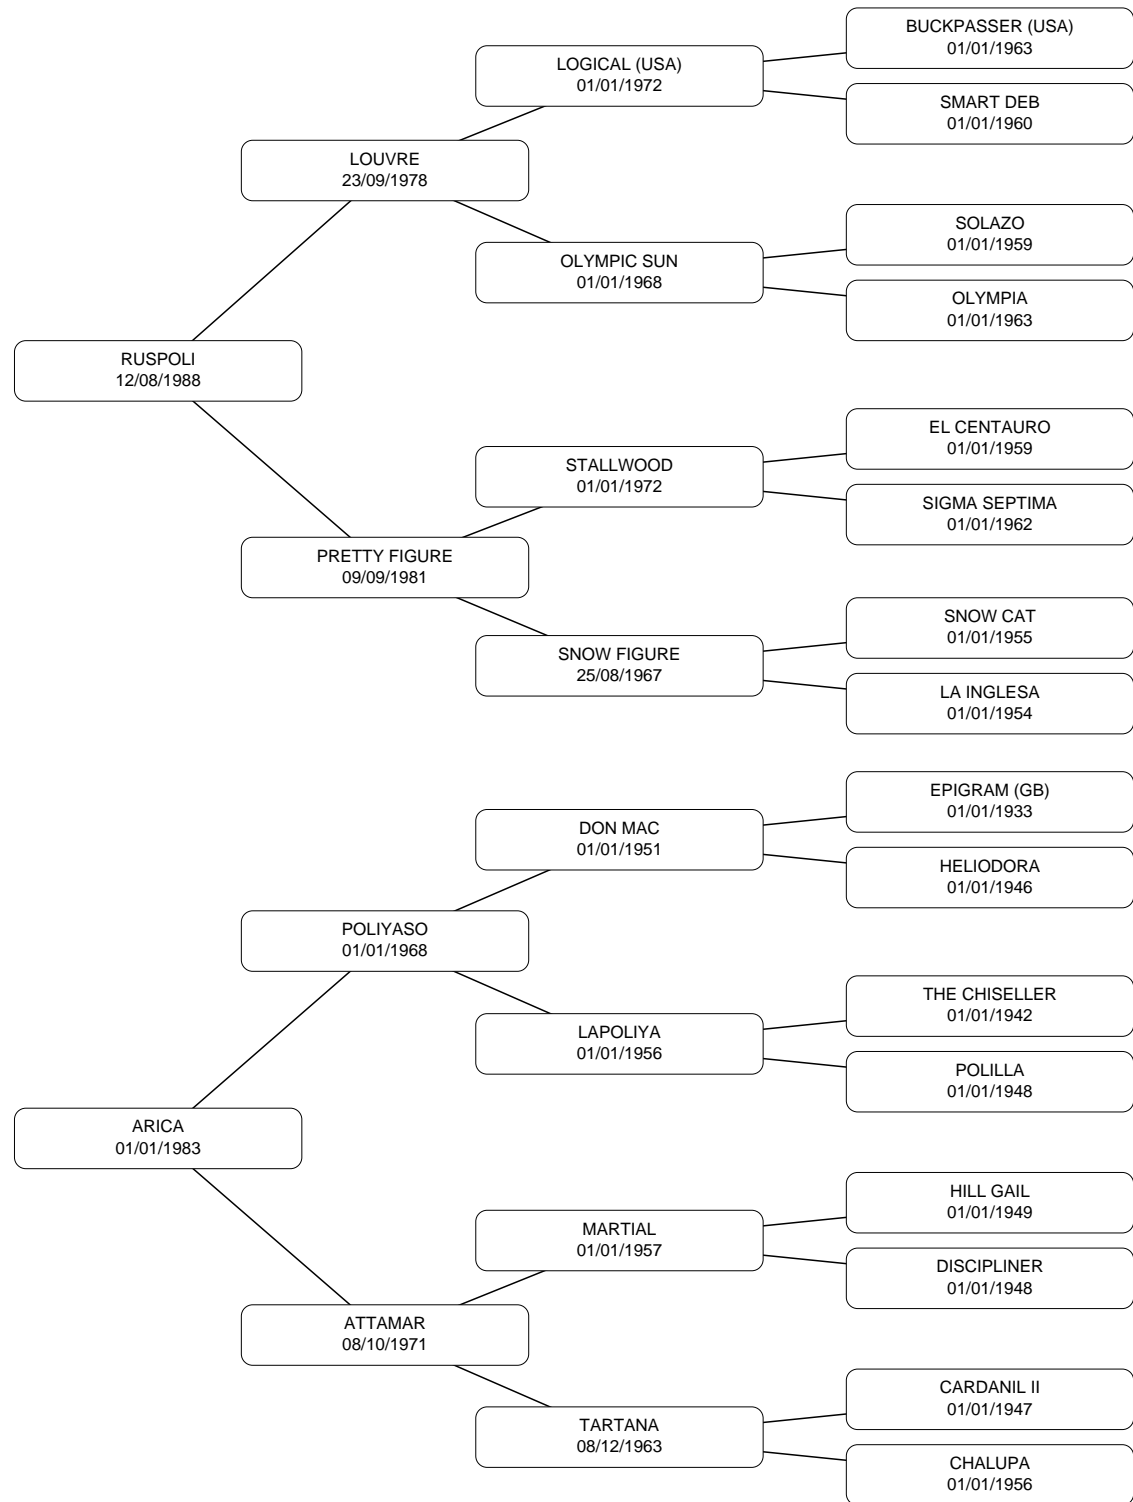 BUCKPASSER (USA)
01/01/1963
LOGICAL (USA)
01/01/1972
SMART DEB
01/01/1960
LOUVRE
23/09/1978
SOLAZO
01/01/1959
OLYMPIC SUN
01/01/1968
OLYMPIA
01/01/1963
RUSPOLI
12/08/1988
EL CENTAURO
01/01/1959
STALLWOOD
01/01/1972
SIGMA SEPTIMA
01/01/1962
PRETTY FIGURE
09/09/1981
SNOW CAT
01/01/1955
SNOW FIGURE
25/08/1967
LA INGLESA
01/01/1954
EPIGRAM (GB)
01/01/1933
DON MAC
01/01/1951
HELIODORA
01/01/1946
POLIYASO
01/01/1968
THE CHISELLER
01/01/1942
LAPOLIYA
01/01/1956
POLILLA
01/01/1948
ARICA
01/01/1983
HILL GAIL
01/01/1949
MARTIAL
01/01/1957
DISCIPLINER
01/01/1948
ATTAMAR
08/10/1971
CARDANIL II
01/01/1947
TARTANA
08/12/1963
CHALUPA
01/01/1956